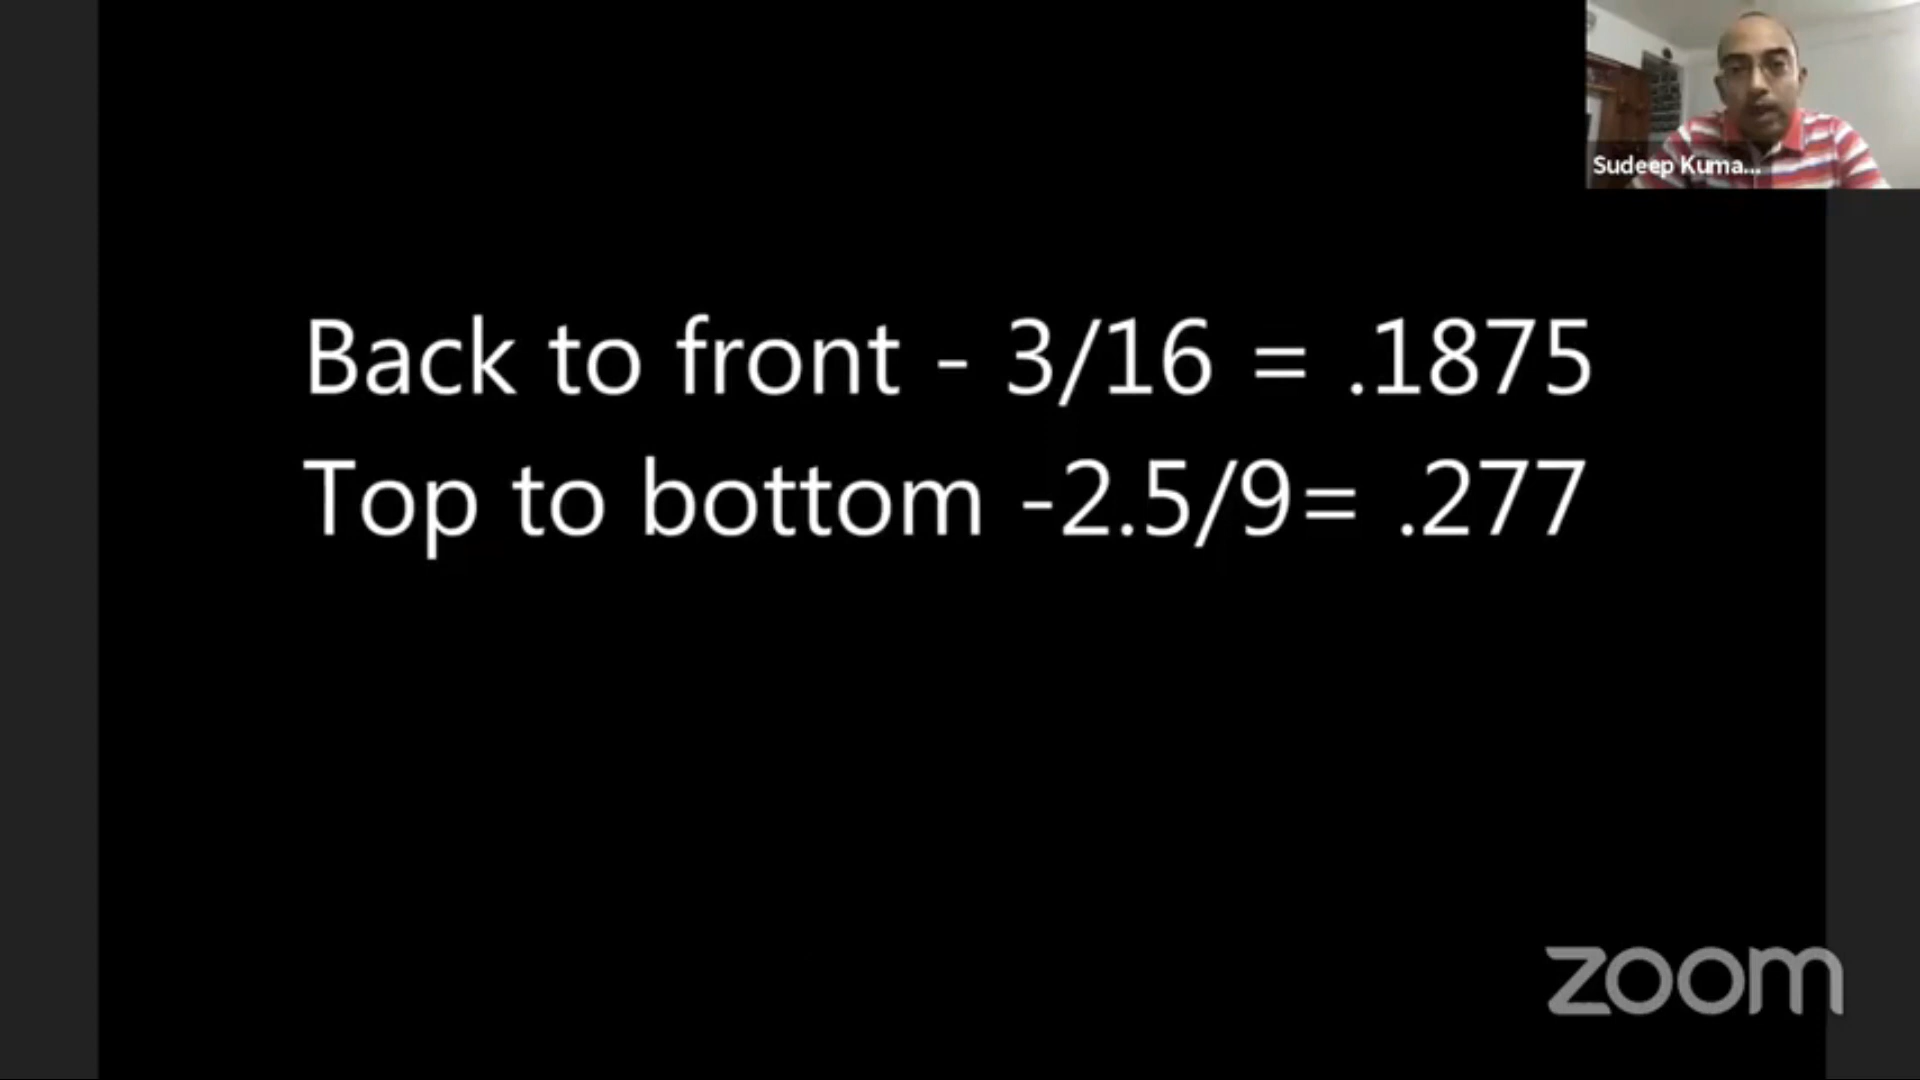 Sudeep Kuma...
Back to front - 3/16 = .1875
Top to bottom -2.5/9= .277
zoom